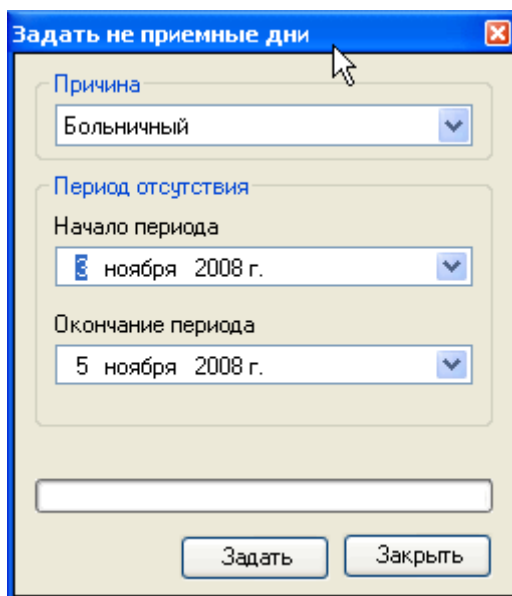 Задать не приемные дни
Причина
Больничный
Период отсутствия
Начало периода
3 ноября 2008 г.
Окончание периода
5 ноября 2008 г.
Задать
Закрыть